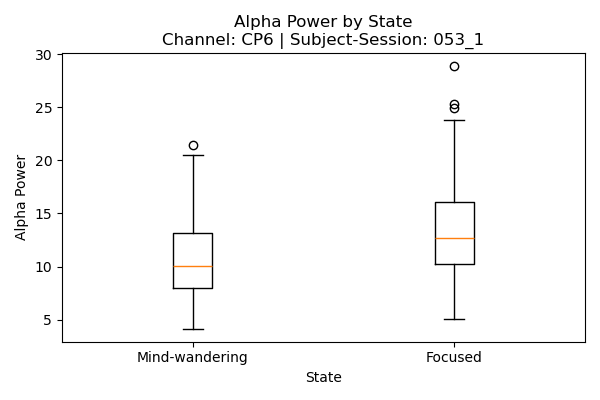 Alpha Power by State
Channel: CP6 | Subject-Session: 053_1
Alpha Power
30
25
20
15
10
5
Mind-wandering
Focused
State